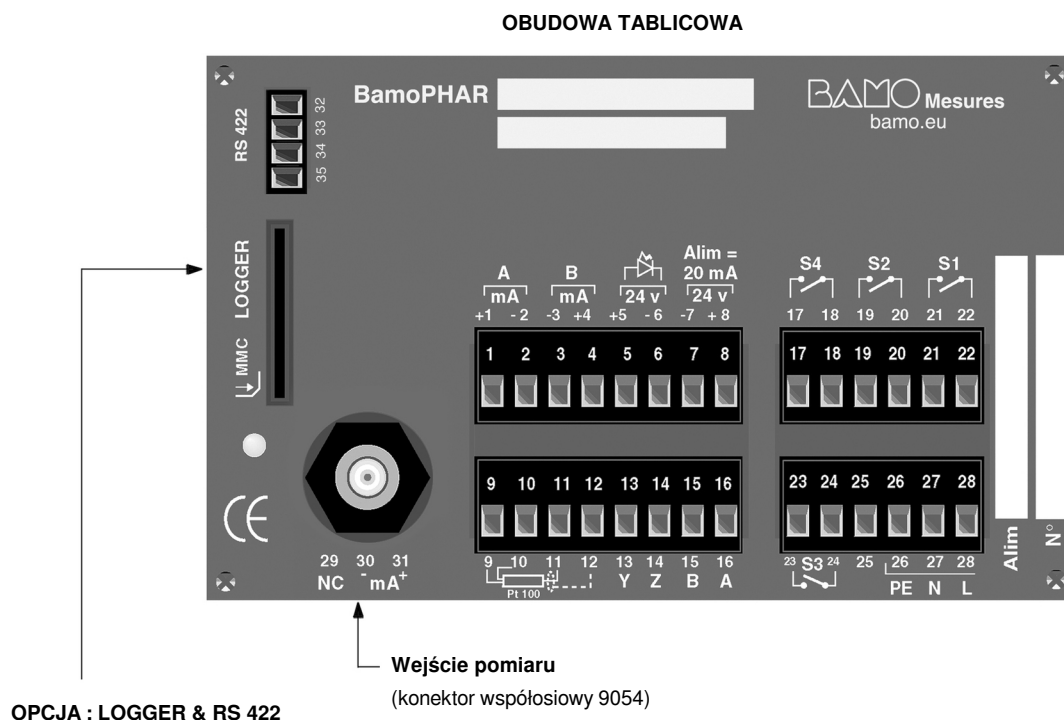 OBUDOWA TABLICOWA
BamoPHAR
BAMO Mesures
bamo.eu
RS 422
32
33
34
35
LOGGER
MMC
A
B
Alim =
20 mA
mA
mA
24 v
24 v
+1 - 2 -3 +4 +5 - 6 -7 + 8
1 2 3 4 5 6 7 8
S4 S2 S1
17 18 19 20 21 22
17 18 19 20 21 22
9 10 11 12 13 14 15 16
23 24 25 26 27 28
CE
29 30 31
NC - mA+
9 10 11 12 13 14 15 16
Pt 100
Y Z B A
23 S3 24 25 26 27 28
PE N L
Alim
N°
Wejście pomiaru
(konektor współosiowy 9054)
OPCJA : LOGGER & RS 422